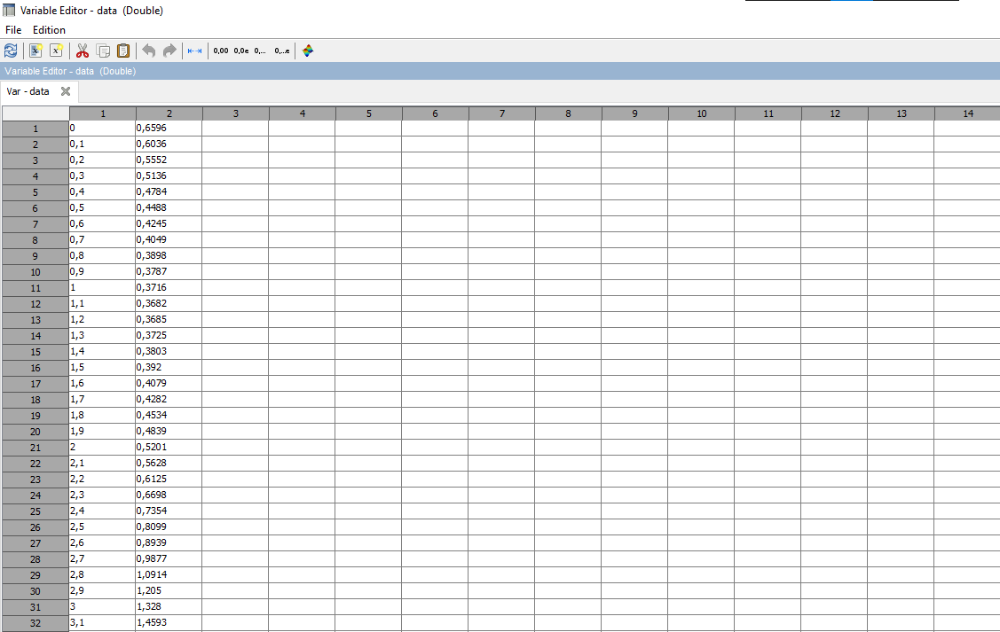 Variable Editor - data (Double)
File Edition
0,00 0,0e 0,... 0,...e
Variable Editor - data (Double)
Var - data
1 2 3 4 5 6 7 8 9 10 11 12 13 14
1 0 0,6596
2 0,1 0,6036
3 0,2 0,5552
4 0,3 0,5136
5 0,4 0,4784
6 0,5 0,4488
7 0,6 0,4245
8 0,7 0,4049
9 0,8 0,3898
10 0,9 0,3787
11 1 0,3716
12 1,1 0,3682
13 1,2 0,3685
14 1,3 0,3725
15 1,4 0,3803
16 1,5 0,392
17 1,6 0,4079
18 1,7 0,4282
19 1,8 0,4534
20 1,9 0,4839
21 2 0,5201
22 2,1 0,5628
23 2,2 0,6125
24 2,3 0,6698
25 2,4 0,7354
26 2,5 0,8099
27 2,6 0,8939
28 2,7 0,9877
29 2,8 1,0914
30 2,9 1,205
31 3 1,328
32 3,1 1,4593